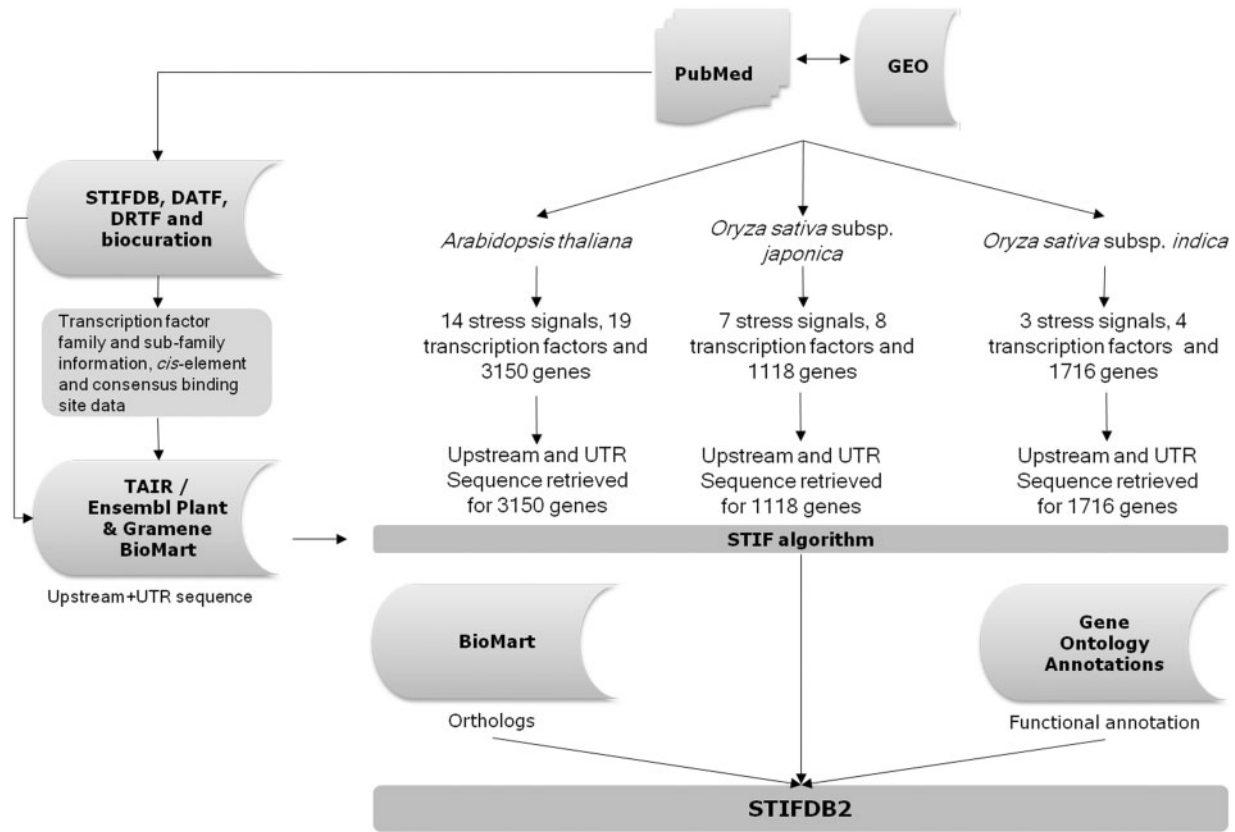 PubMed
GEO
STIFDB, DATF,
DRTF and
biocuration
Transcription factor
family and sub-family
information, cis-element
and consensus binding
site data
TAIR /
Ensembl Plant
& Gramene
BioMart
Upstream+UTR sequence
Arabidopsis thaliana
14 stress signals, 19
transcription factors and
3150 genes
Upstream and UTR
Sequence retrieved
for 3150 genes
Oryza sativa subsp.
japonica
7 stress signals, 8
transcription factors and
1118 genes
Upstream and UTR
Sequence retrieved
for 1118 genes
Oryza sativa subsp. indica
3 stress signals, 4
transcription factors and
1716 genes
Upstream and UTR
Sequence retrieved
for 1716 genes
STIF algorithm
BioMart
Orthologs
Gene
Ontology
Annotations
Functional annotation
STIFDB2